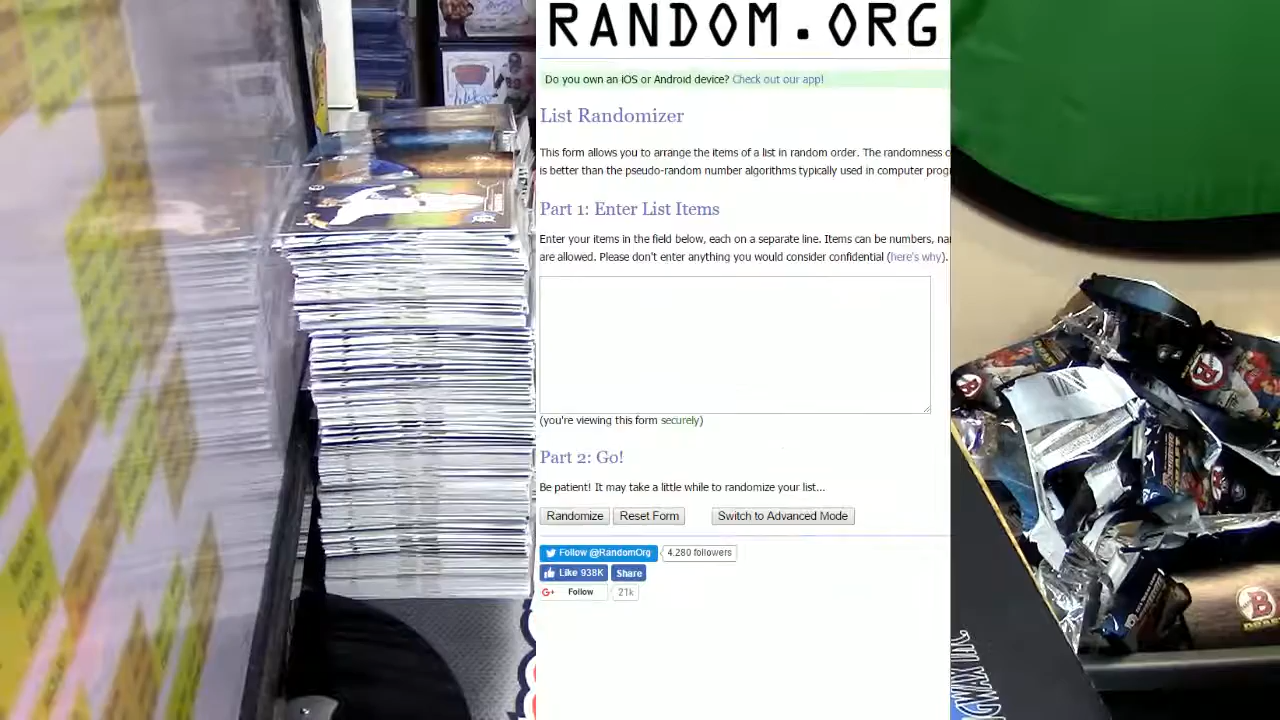 RANDOM.ORG
Do you own an iOS or Android device? Check out our app!
List Randomizer
This form allows you to arrange the items of a list in random order. The randomness c
is better than the pseudo-random number algorithms typically used in computer prog
Part 1: Enter List Items
Enter your items in the field below, each on a separate line. Items can be numbers, na
are allowed. Please don't enter anything you would consider confidential (here's why).
(you're viewing this form securely)
Part 2: Go!
Be patient! It may take a little while to randomize your list...
Randomize Reset Form Switch to Advanced Mode
Follow @RandomOrg 4,280 followers
Like 938K Share
G+ Follow 21k
B
B
B